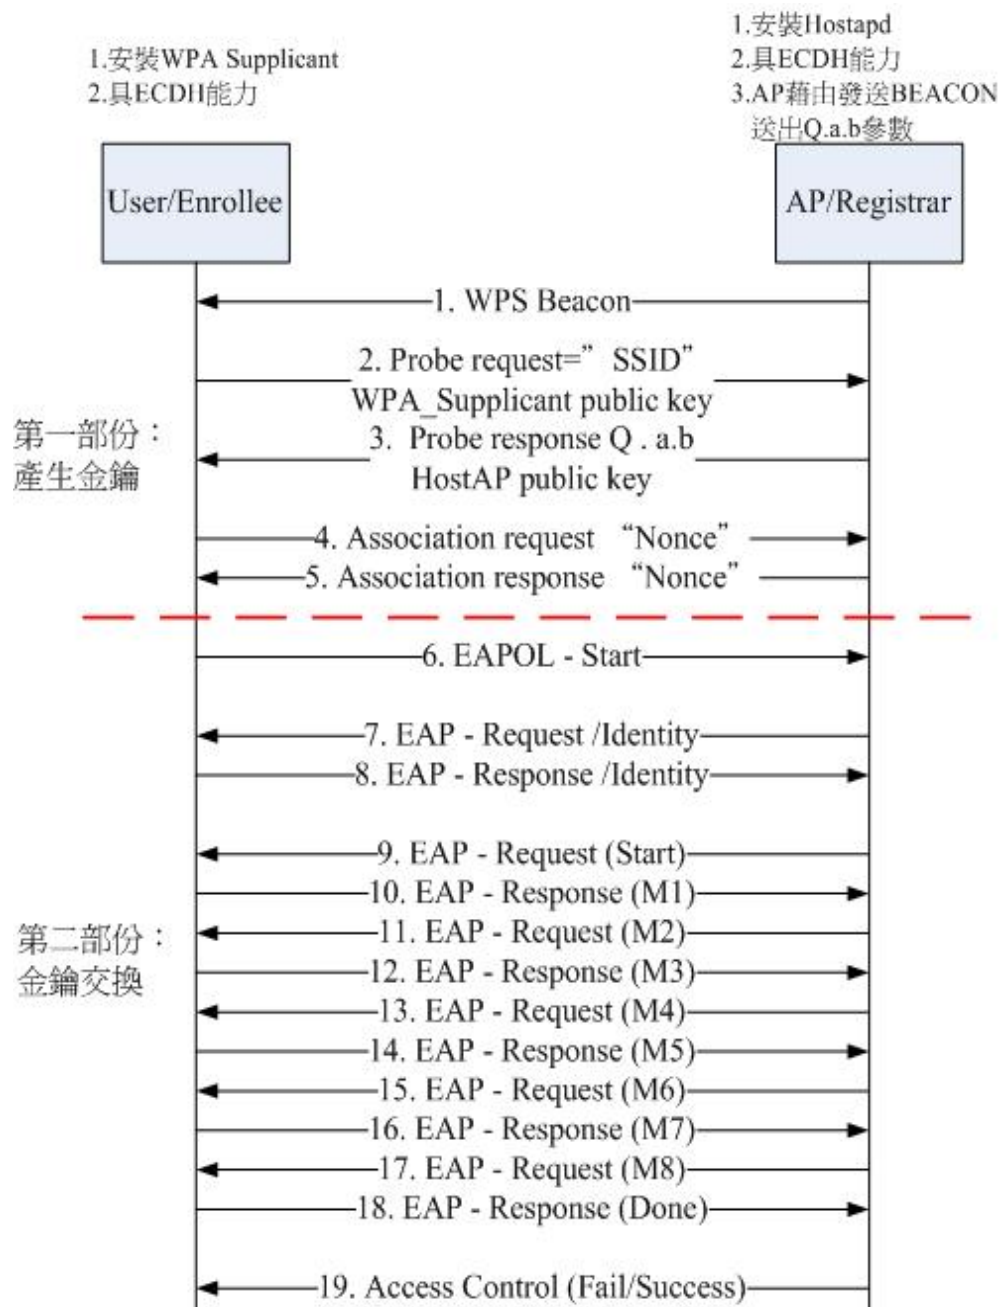 1.安裝WPA Supplicant
2.具ECDH能力
1.安裝Hostapd
2.具ECDH能力
3.AP藉由發送BEACON
送出Q.a.b參數
User/Enrollee
AP/Registrar
1. WPS Beacon
2. Probe request=” SSID”
WPA_Supplicant public key
第一部份：
產生金鑰
3. Probe response Q . a.b
HostAP public key
4. Association request “Nonce”
5. Association response “Nonce”
6. EAPOL - Start
7. EAP - Request /Identity
8. EAP - Response /Identity
9. EAP - Request (Start)
10. EAP - Response (M1)
第二部份：
金鑰交換
11. EAP - Request (M2)
12. EAP - Response (M3)
13. EAP - Request (M4)
14. EAP - Response (M5)
15. EAP - Request (M6)
16. EAP - Response (M7)
17. EAP - Request (M8)
18. EAP - Response (Done)
19. Access Control (Fail/Success)